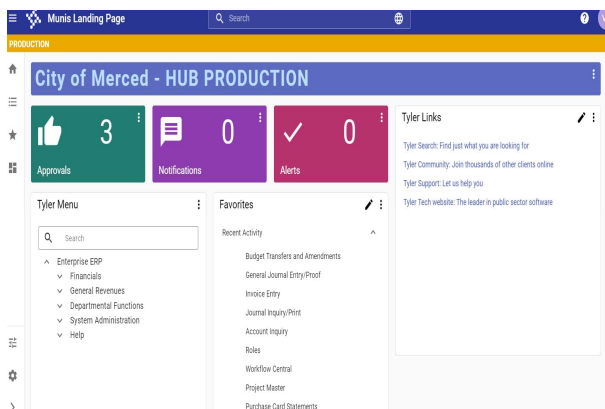 Munis Landing Page
Search
PRODUCTION
City of Merced - HUB PRODUCTION
3
Approvals
0
Notifications
0
Alerts
Tyler Links
Tyler Search: Find just what you are looking for
Tyler Community: Join thousands of other clients online
Tyler Support: Let us help you
Tyler Tech website: The leader in public sector software
Tyler Menu
Search
Enterprise ERP
Financials
General Revenues
Departmental Functions
System Administration
Help
Favorites
Recent Activity
Budget Transfers and Amendments
General Journal Entry/Proof
Invoice Entry
Journal Inquiry/Print
Account Inquiry
Roles
Workflow Central
Project Master
Purchase Card Statements